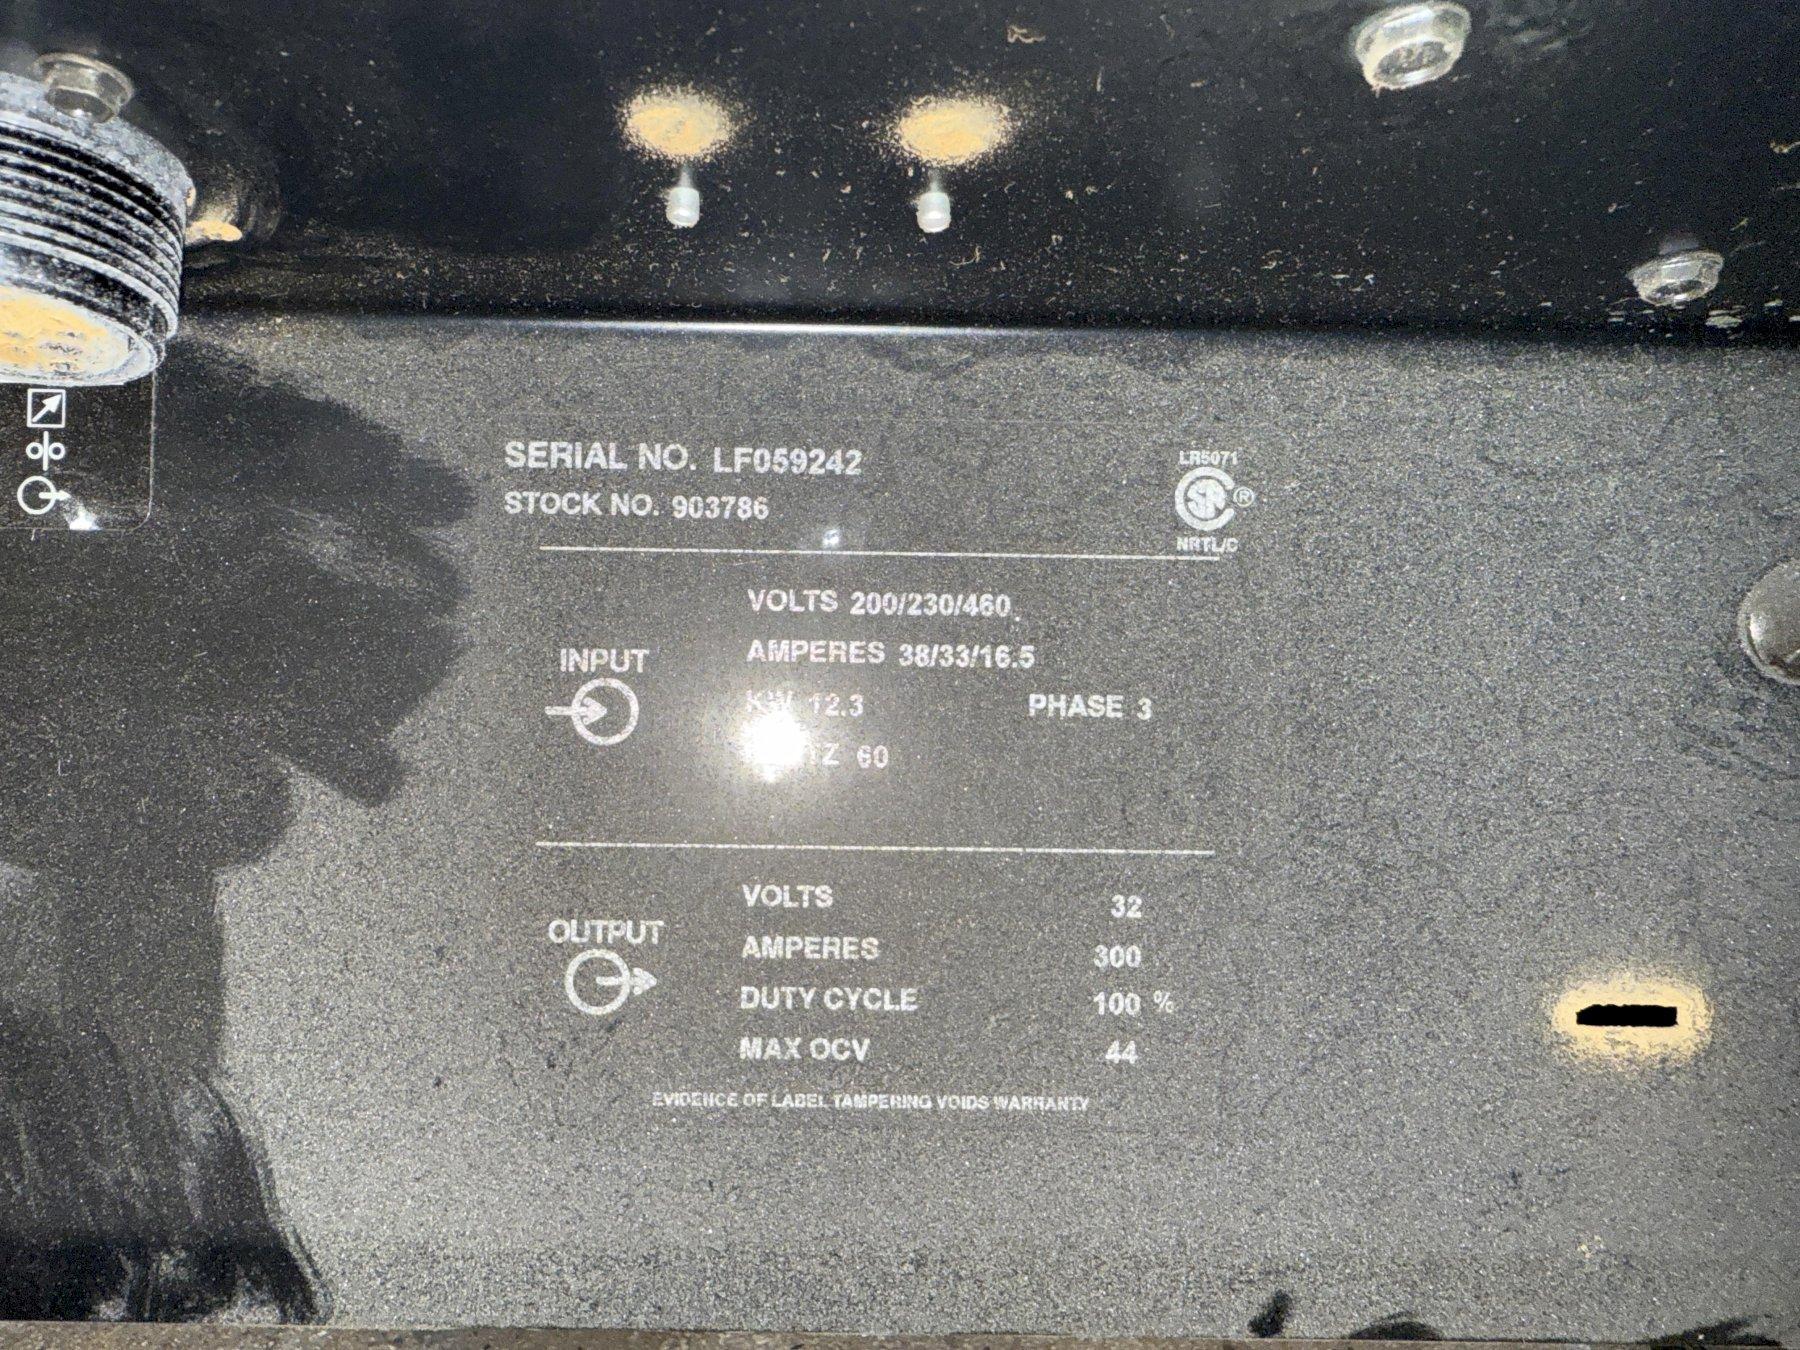 SERIAL NO. LF059242
STOCK NO. 903786
LR5071
®
NRTL/C
INPUT
VOLTS 200/230/460
AMPERES 38/33/16.5
KW 12.3 PHASE 3
60
OUTPUT
VOLTS 32
AMPERES 300
DUTY CYCLE 100 %
MAX OCV 44
EVIDENCE OF LABEL TAMPERING VOIDS WARRANTY